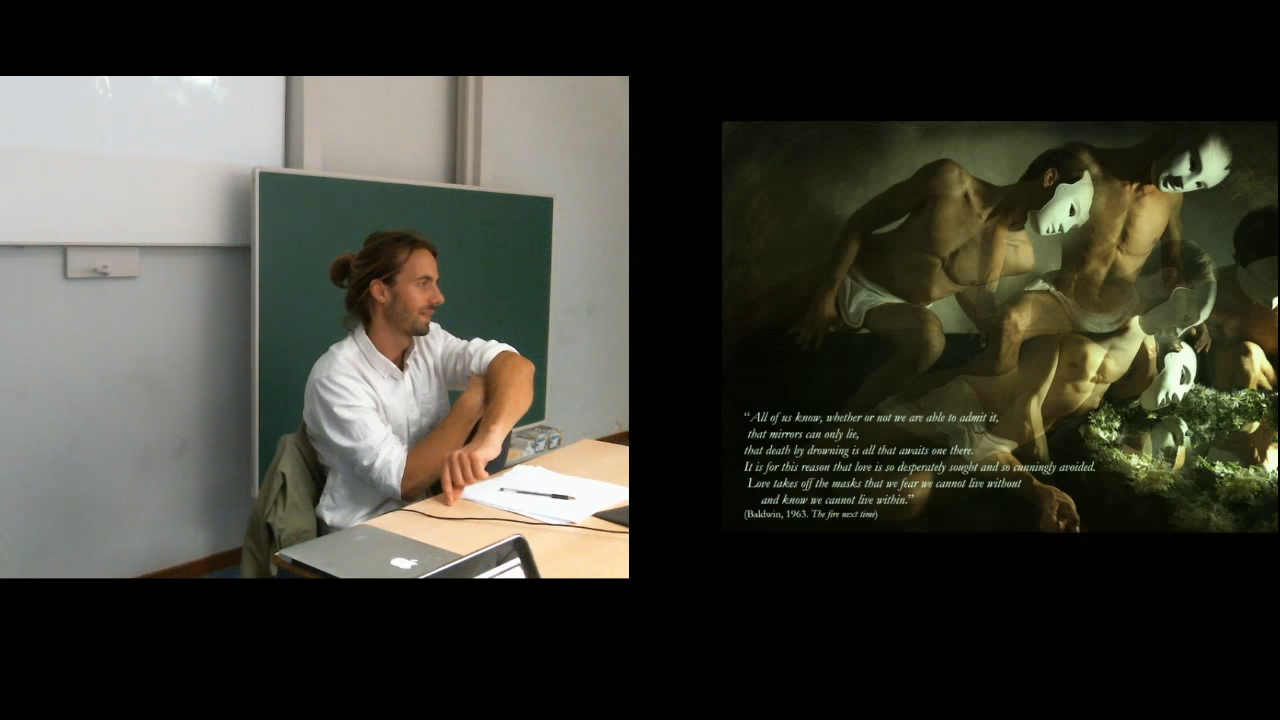 “All of us know, whether or not we are able to admit it,
that mirrors can only lie,
that death by drowning is all that awaits one there.
It is for this reason that love is so desperately sought and so cunningly avoided.
Love takes off the masks that we fear we cannot live without
and know we cannot live within.”
(Baldwin, 1963. The fire next time)